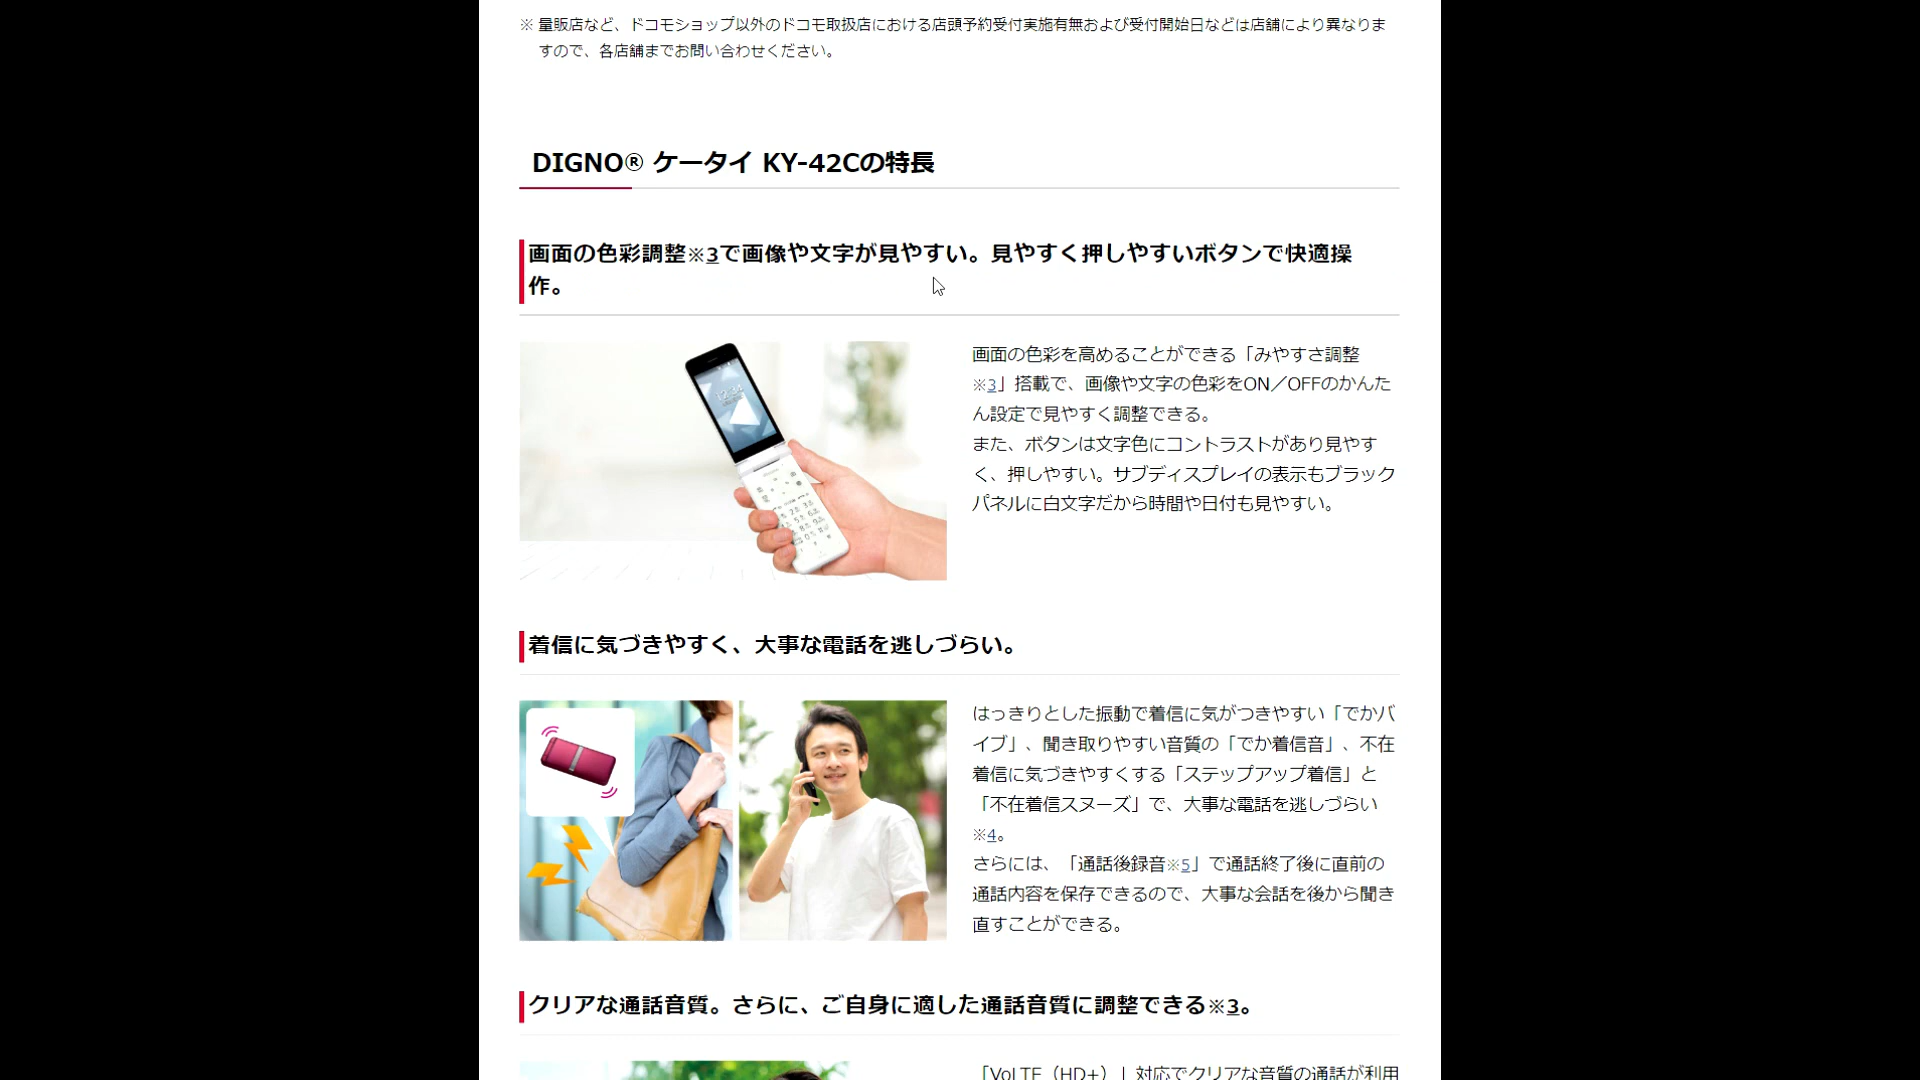 ※ 量販店など、ドコモショップ以外のドコモ取扱店における店頭予約受付実施有無および受付開始日などは店舗により異なりま
すので、各店舗までお問い合わせください。
DIGNO® ケータイ KY-42Cの特長
画面の色彩調整※3で画像や文字が見やすい。見やすく押しやすいボタンで快適操
作。
画面の色彩を高めることができる「みやすさ調整
※3」搭載で、画像や文字の色彩をON／OFFのかんた
ん設定で見やすく調整できる。
また、ボタンは文字色にコントラストがあり見やす
く、押しやすい。サブディスプレイの表示もブラック
パネルに白文字だから時間や日付も見やすい。
着信に気づきやすく、大事な電話を逃しづらい。
はっきりとした振動で着信に気がつきやすい「でかバ
イブ」、聞き取りやすい音質の「でか着信音」、不在
着信に気づきやすくする「ステップアップ着信」と
「不在着信スヌーズ」で、大事な電話を逃しづらい
※4。
さらには、「通話後録音※5」で通話終了後に直前の
通話内容を保存できるので、大事な会話を後から聞き
直すことができる。
クリアな通話音質。さらに、ご自身に適した通話音質に調整できる※3。
「VoLTE（HD+）」対応でクリアな音質の通話が利用